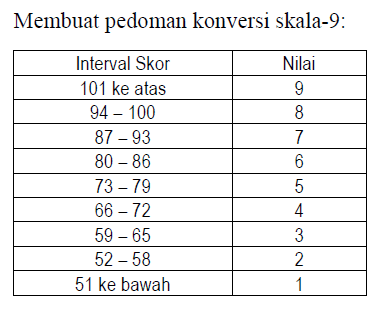 Membuat pedoman konversi skala-9:
Interval Skor Nilai
101 ke atas 9
94 – 100 8
87 – 93 7
80 – 86 6
73 – 79 5
66 – 72 4
59 – 65 3
52 – 58 2
51 ke bawah 1